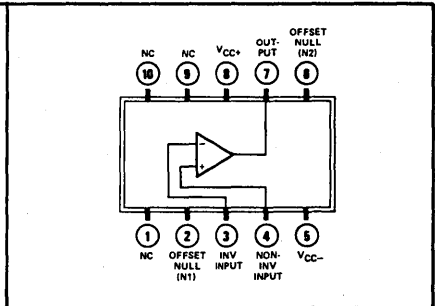 OFFSET
NULL
(N2)
OUT-
PUT
VCC+
NC
NC
10
9
8
7
6
−
+
1
2
3
4
5
NC
OFFSET
NULL
(N1)
INV
INPUT
NON-
INV
INPUT
VCC−